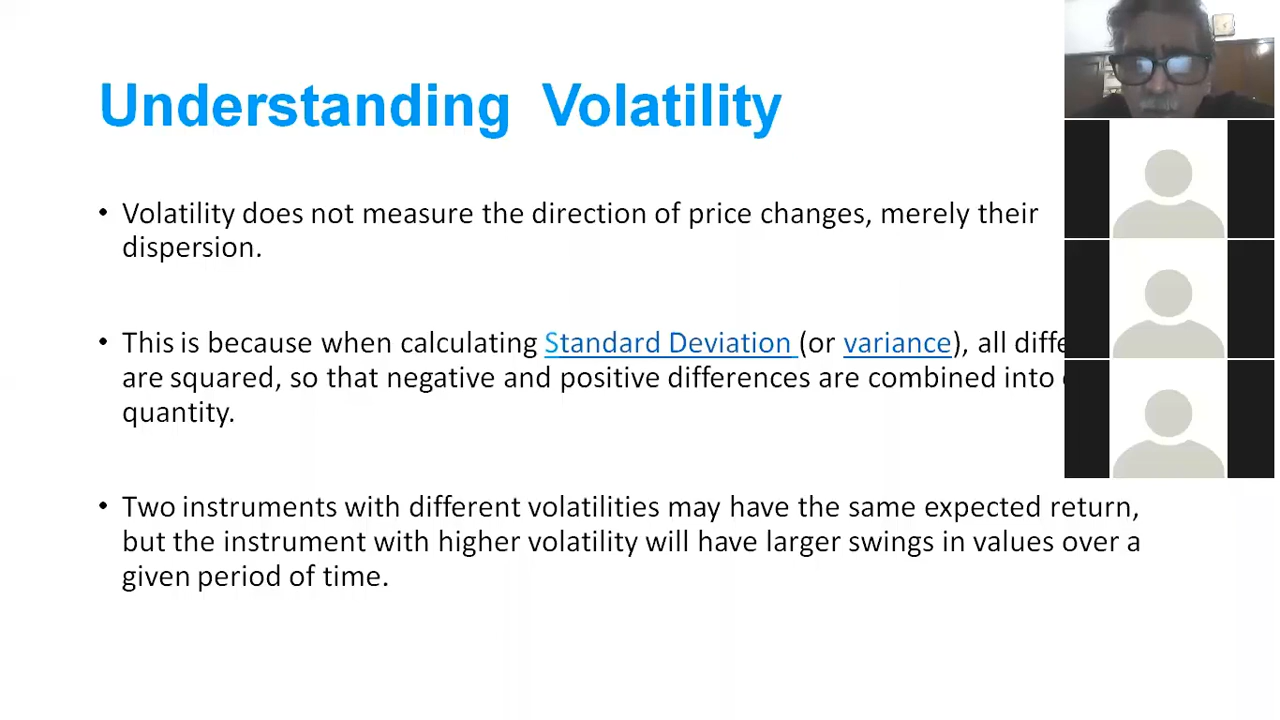 Understanding Volatility
• Volatility does not measure the direction of price changes, merely their
dispersion.
• This is because when calculating Standard Deviation (or variance), all
are squared, so that negative and positive differences are combined into
quantity.
• Two instruments with different volatilities may have the same expected return,
but the instrument with higher volatility will have larger swings in values over a
given period of time.